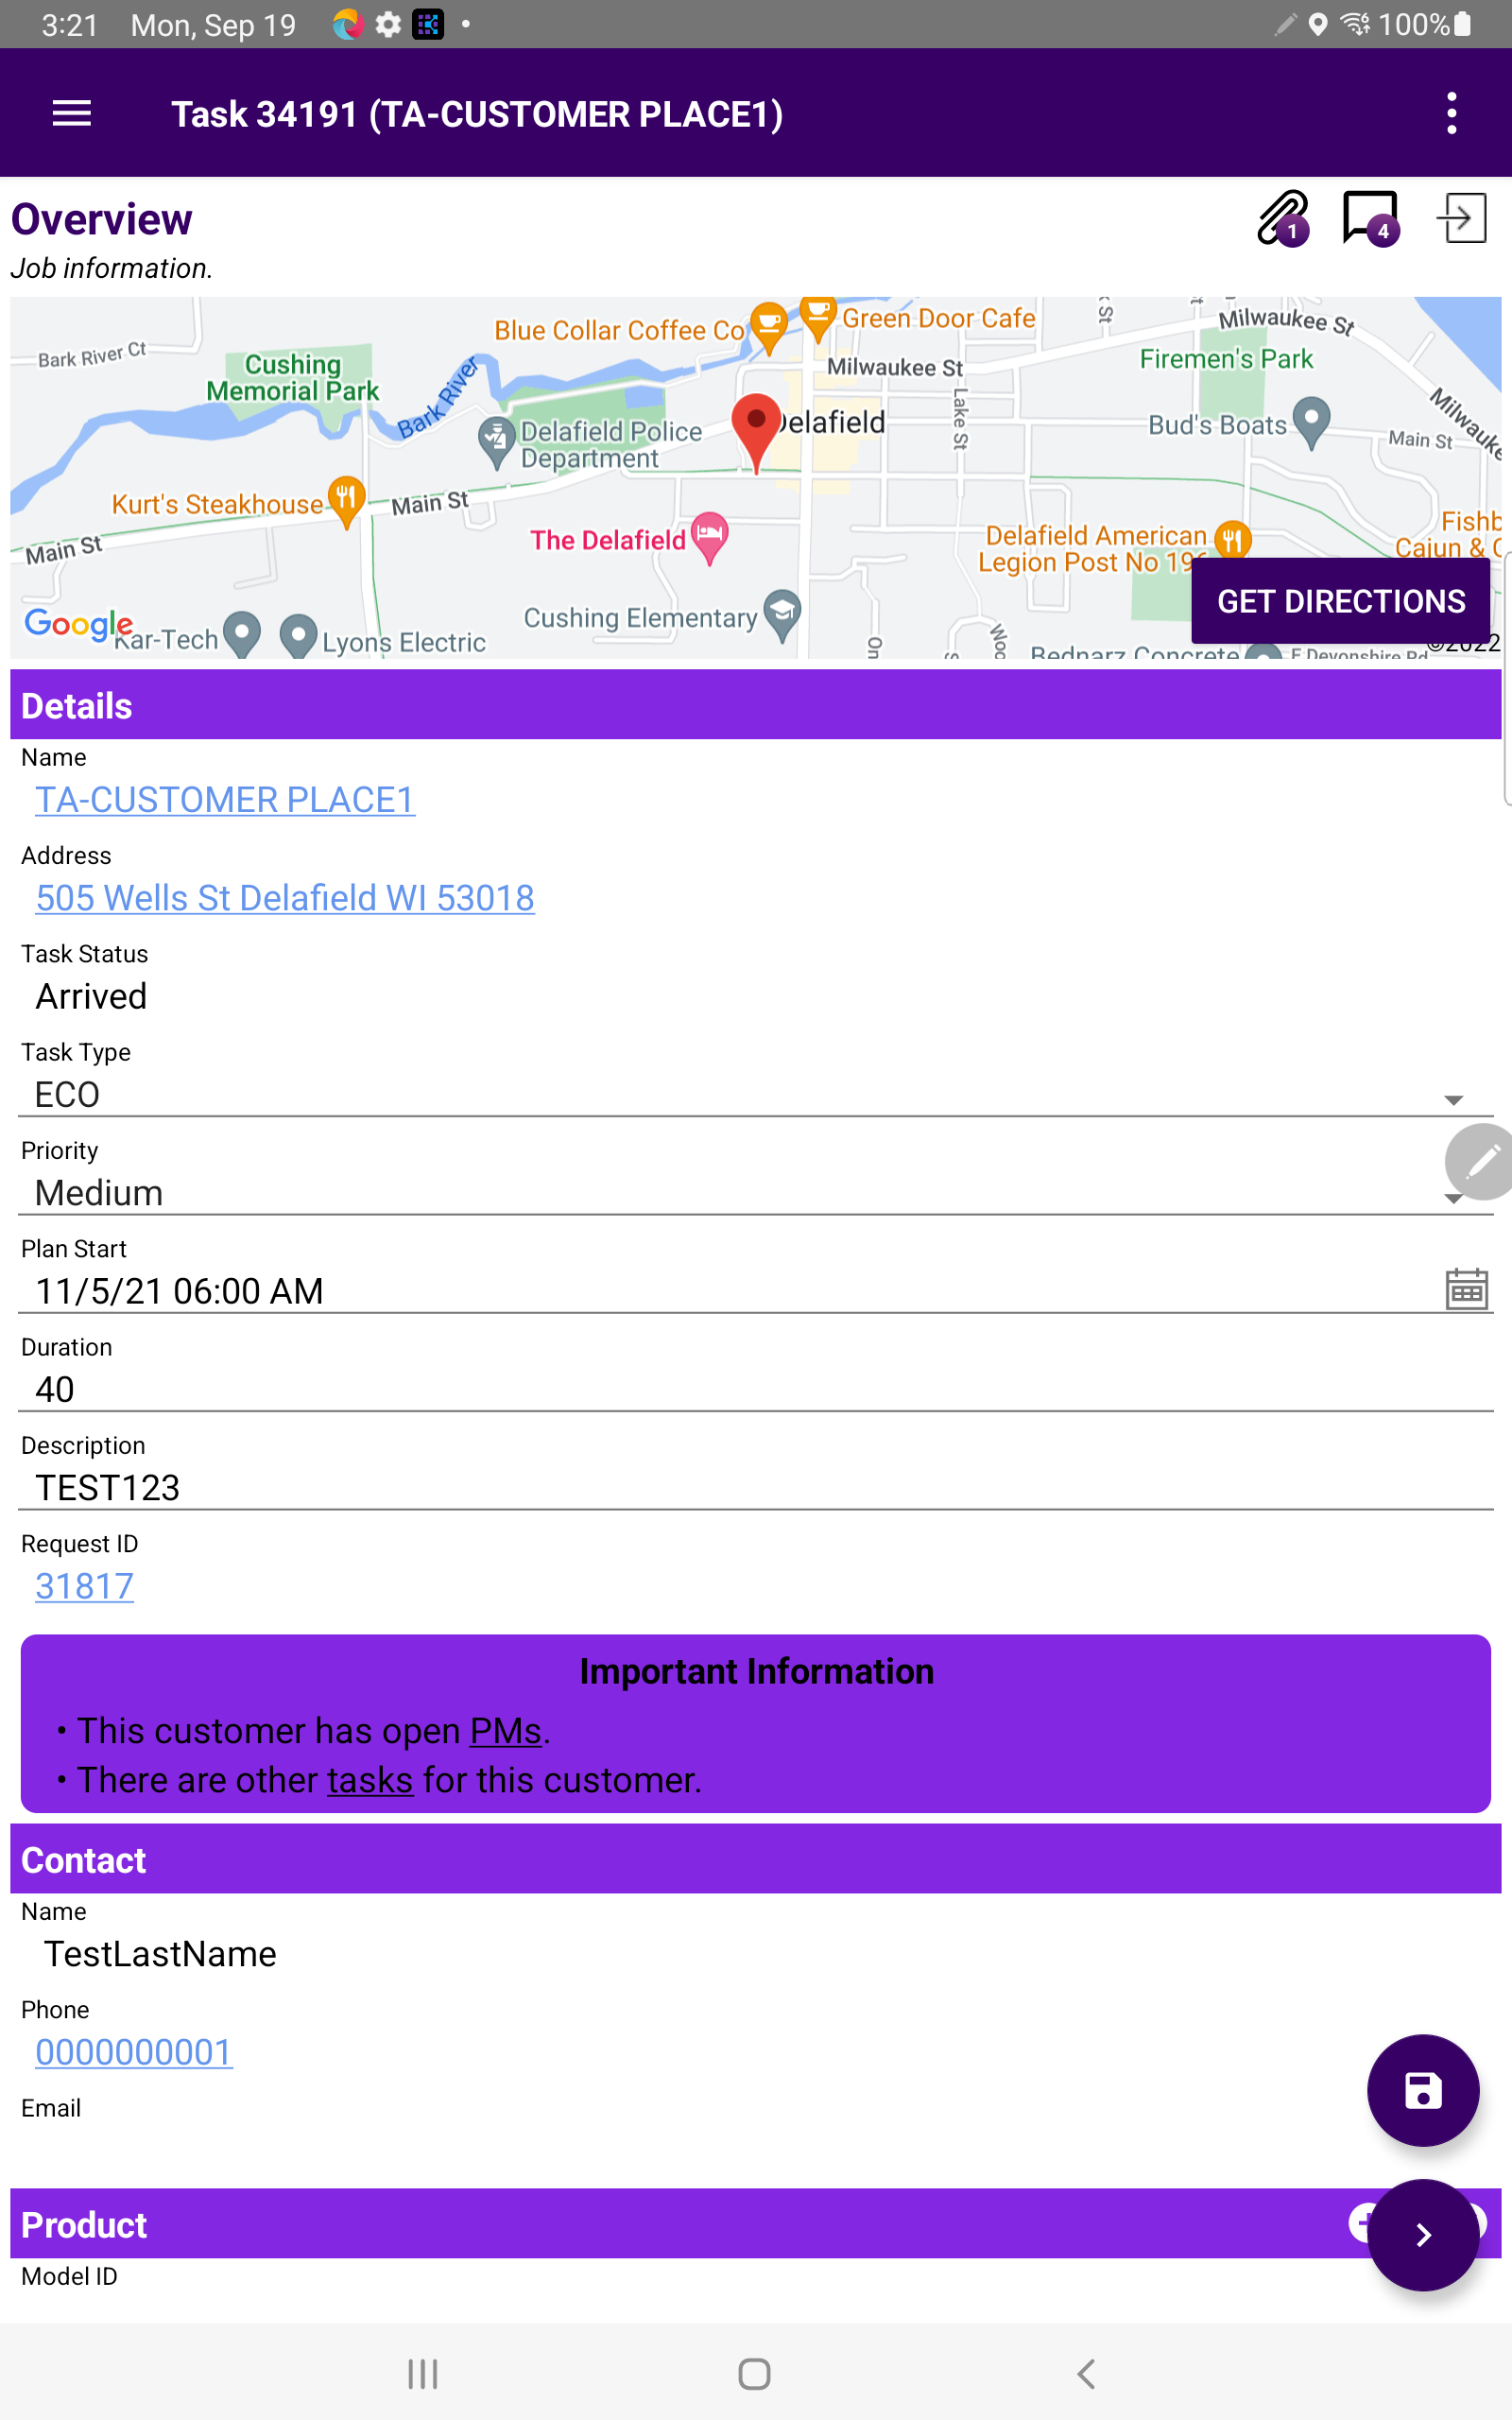 3:21 Mon, Sep 19
100%
Task 34191 (TA-CUSTOMER PLACE1)
Overview
1
4
Job information.
Blue Collar Coffee Co
Green Door Cafe
Milwaukee St
Bark River Ct
Cushing
Memorial Park
Bark River
Milwaukee St
Firemen's Park
Lake St
Delafield Police
Department
elafield
Bud's Boats
Main St
Kurt's Steakhouse
Main St
The Delafield
Delafield American
Legion Post No 196
Cajun &
Main St
GET DIRECTIONS
Google
Kar-Tech
Lyons Electric
Cushing Elementary
Bednarz Concrete
E Devonshire Rd
©2022
Details
Name
TA-CUSTOMER PLACE1
Address
505 Wells St Delafield WI 53018
Task Status
Arrived
Task Type
ECO
Priority
Medium
Plan Start
11/5/21 06:00 AM
Duration
40
Description
TEST123
Request ID
31817
Important Information
• This customer has open PMs.
• There are other tasks for this customer.
Contact
Name
TestLastName
Phone
0000000001
Email
Product
Model ID